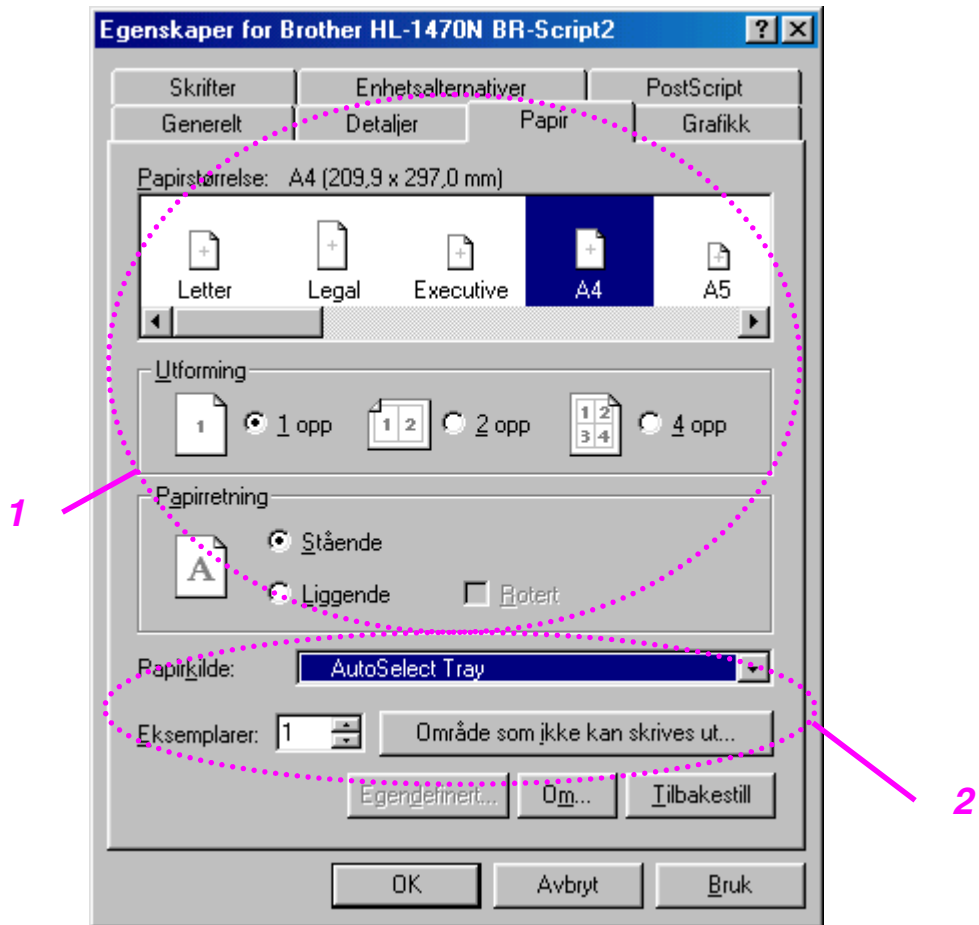 Egenskaper for Brother HL-1470N BR-Script2
Skrifter Enhetsalternativer PostScript
Generelt Detaljer Papir Grafikk
Papirstørrelse: A4 (209,9 x 297,0 mm)
Letter Legal Executive A4 A5
Utforming
1 1 opp 1 2 2 opp 1 2 3 4 4 opp
1
Papirretning
A
Stående
Liggende Rotert
Papirkilde: AutoSelect Tray
Eksemplarer: 1 Område som ikke kan skrives ut...
Egendefinert... Om... Tilbakestill
2
OK Avbryt Bruk